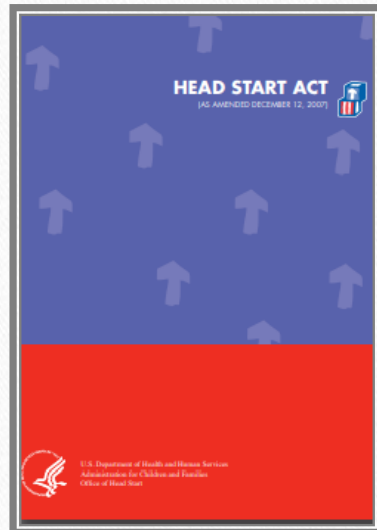 HEAD START ACT
[AS AMENDED DECEMBER 12, 2007]
U.S. Department of Health and Human Services
Administration for Children and Families
Office of Head Start